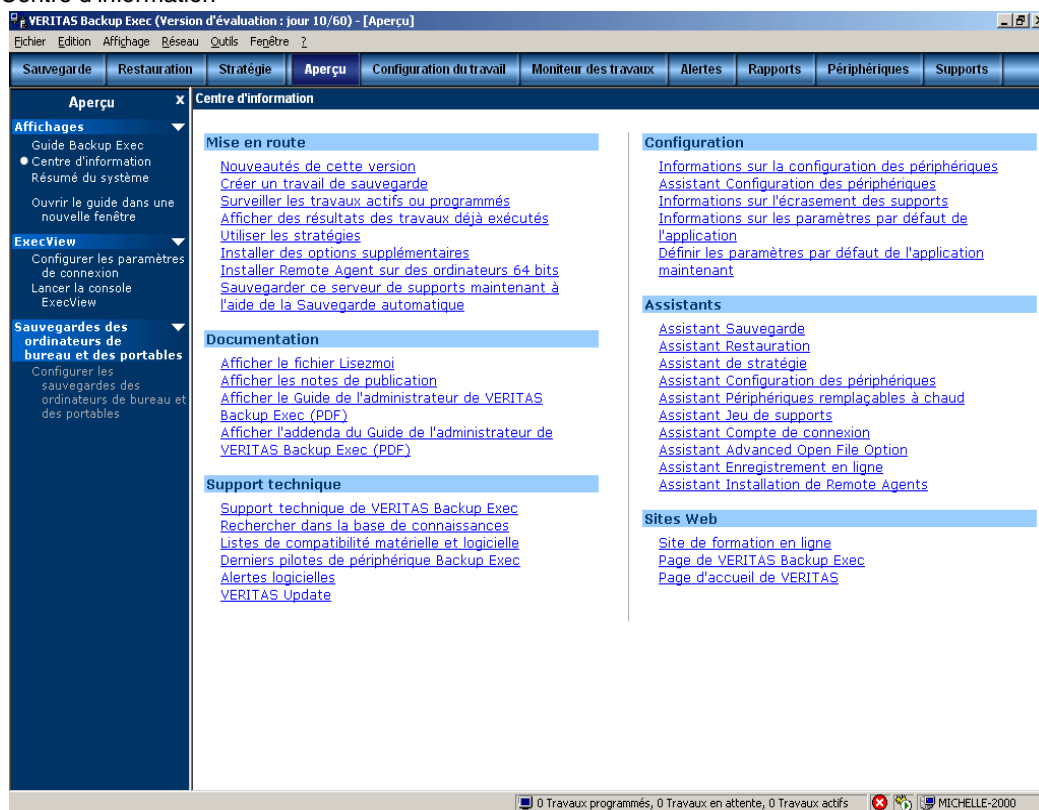 Centre d'information
VERITAS Backup Exec (Version d'évaluation : jour 10/60) - [Aperçu]
Fichier Edition Affichage Réseau Outils Fenêtre ?
Sauvegarde Restauration Stratégie Aperçu Configuration du travail Moniteur des travaux Alertes Rapports Périphériques Supports
Aperçu x
Affichages
Guide Backup Exec
Centre d'information
Résumé du système
Ouvrir le guide dans une
nouvelle fenêtre
ExecView
Configurer les paramètres
de connexion
Lancer la console
ExecView
Sauvegardes des
ordinateurs de
bureau et des portables
Configurer les
sauvegardes des
ordinateurs de bureau et
des portables
Centre d'information
Mise en route
Nouveautés de cette version
Créer un travail de sauvegarde
Surveiller les travaux actifs ou programmés
Afficher des résultats des travaux déjà exécutés
Utiliser les stratégies
Installer des options supplémentaires
Installer Remote Agent sur des ordinateurs 64 bits
Sauvegarder ce serveur de supports maintenant à
l'aide de la Sauvegarde automatique
Documentation
Afficher le fichier Lisezmoi
Afficher les notes de publication
Afficher le Guide de l'administrateur de VERITAS
Backup Exec (PDF)
Afficher l'addenda du Guide de l'administrateur de
VERITAS Backup Exec (PDF)
Support technique
Support technique de VERITAS Backup Exec
Rechercher dans la base de connaissances
Listes de compatibilité matérielle et logicielle
Derniers pilotes de périphérique Backup Exec
Alertes logicielles
VERITAS Update
Configuration
Informations sur la configuration des périphériques
Assistant Configuration des périphériques
Informations sur l'écrasement des supports
Informations sur les paramètres par défaut de
l'application
Définir les paramètres par défaut de l'application
maintenant
Assistants
Assistant Sauvegarde
Assistant Restauration
Assistant de stratégie
Assistant Configuration des périphériques
Assistant Périphériques remplaçables à chaud
Assistant Jeu de supports
Assistant Compte de connexion
Assistant Advanced Open File Option
Assistant Enregistrement en ligne
Assistant Installation de Remote Agents
Sites Web
Site de formation en ligne
Page de VERITAS Backup Exec
Page d'accueil de VERITAS
0 Travaux programmés, 0 Travaux en attente, 0 Travaux actifs MICHELLE-2000